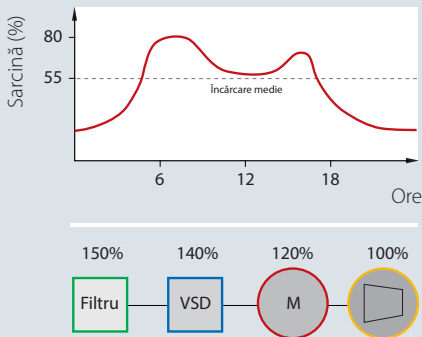 Sarcină (%)
80
55
Încărcare medie
6 12 18
Ore
150% 140% 120% 100%
Filtru VSD M